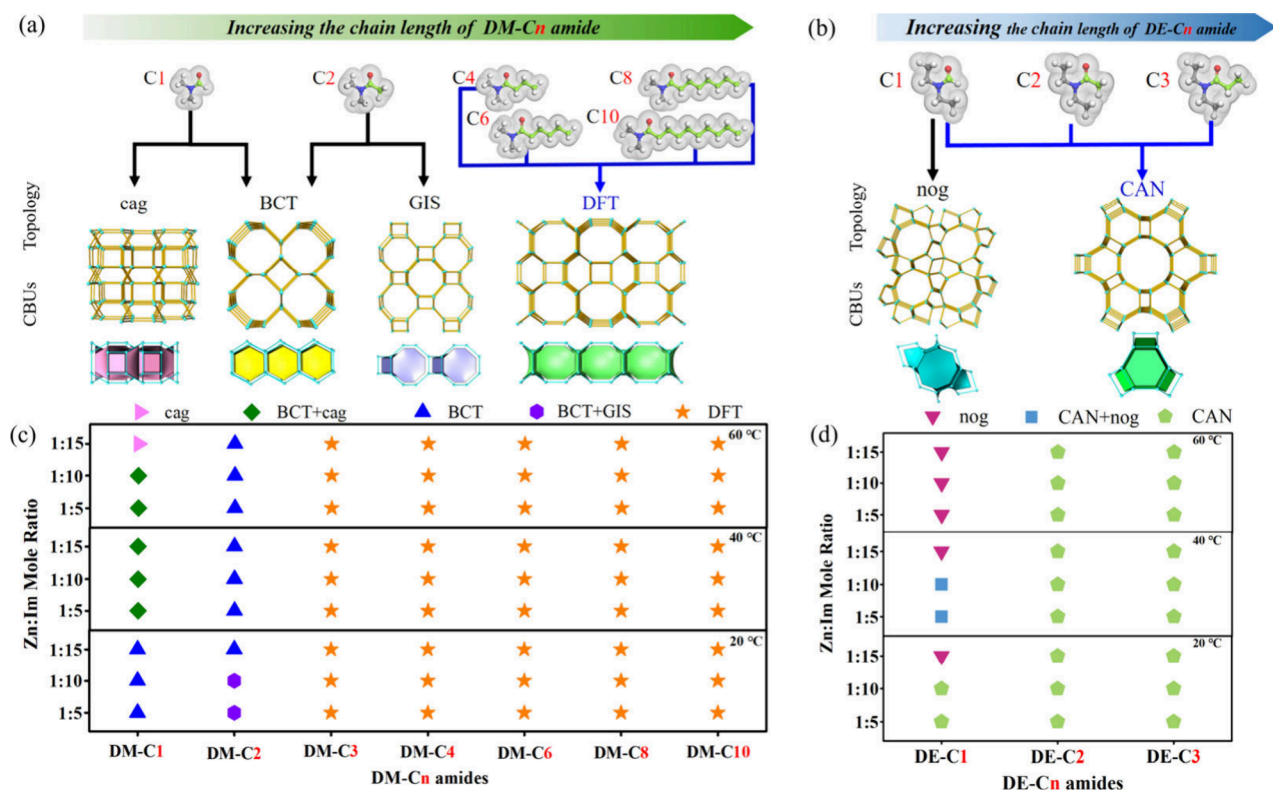 (a)
Increasing the chain length of DM-Cn amide
C1
C2
C4
C6
C8
C10
Topology
CBUs
cag
BCT
GIS
DFT
(b)
Increasing the chain length of DE-Cn amide
C1
C2
C3
Topology
CBUs
nog
CAN
cag
BCT+cag
BCT
BCT+GIS
DFT
(c)
Zn:Im Mole Ratio
60 °C
1:15
1:10
1:5
40 °C
1:15
1:10
1:5
20 °C
1:15
1:10
1:5
DM-C1 DM-C2 DM-C3 DM-C4 DM-C6 DM-C8 DM-C10
DM-Cn amides
nog
CAN+nog
CAN
(d)
Zn:Im Mole Ratio
60 °C
1:15
1:10
1:5
40 °C
1:15
1:10
1:5
20 °C
1:15
1:10
1:5
DE-C1 DE-C2 DE-C3
DE-Cn amides